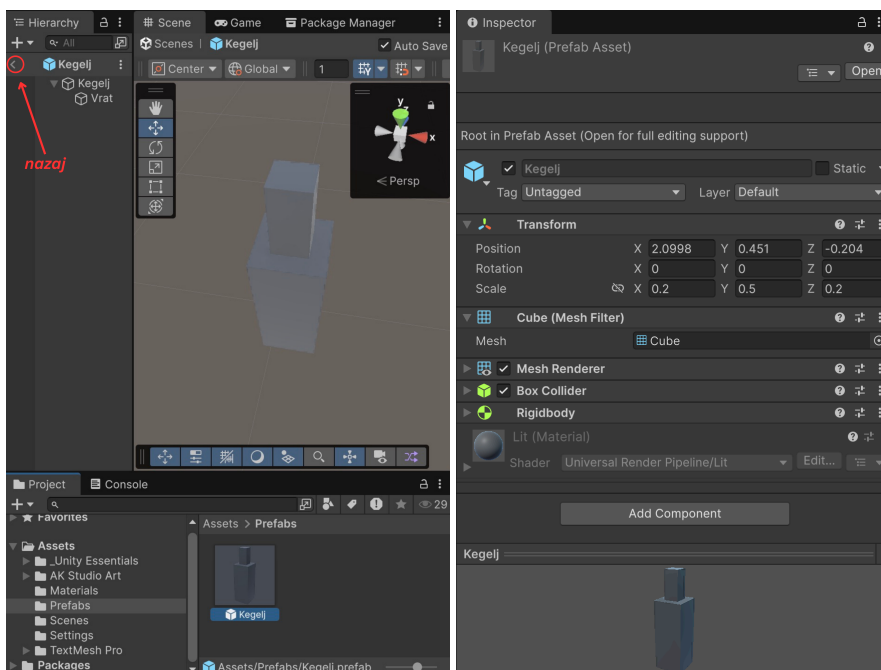 Hierarchy
All
Kegelj
Kegelj
Vrat
nazaj
Scene Game Package Manager
Scenes | Kegelj Auto Save
Center Global 1
y
z
x
Persp
Project Console
29
Favorites
Assets
_Unity Essentials
AK Studio Art
Materials
Prefabs
Scenes
Settings
TextMesh Pro
Packages
Assets > Prefabs
Kegelj
Assets/Prefabs/Kegelj.prefab
Inspector
Kegelj (Prefab Asset)
Open
Root in Prefab Asset (Open for full editing support)
Kegelj Static
Tag Untagged Layer Default
Transform
Position X 2.0998 Y 0.451 Z -0.204
Rotation X 0 Y 0 Z 0
Scale X 0.2 Y 0.5 Z 0.2
Cube (Mesh Filter)
Mesh Cube
Mesh Renderer
Box Collider
Rigidbody
Lit (Material)
Shader Universal Render Pipeline/Lit Edit...
Add Component
Kegelj